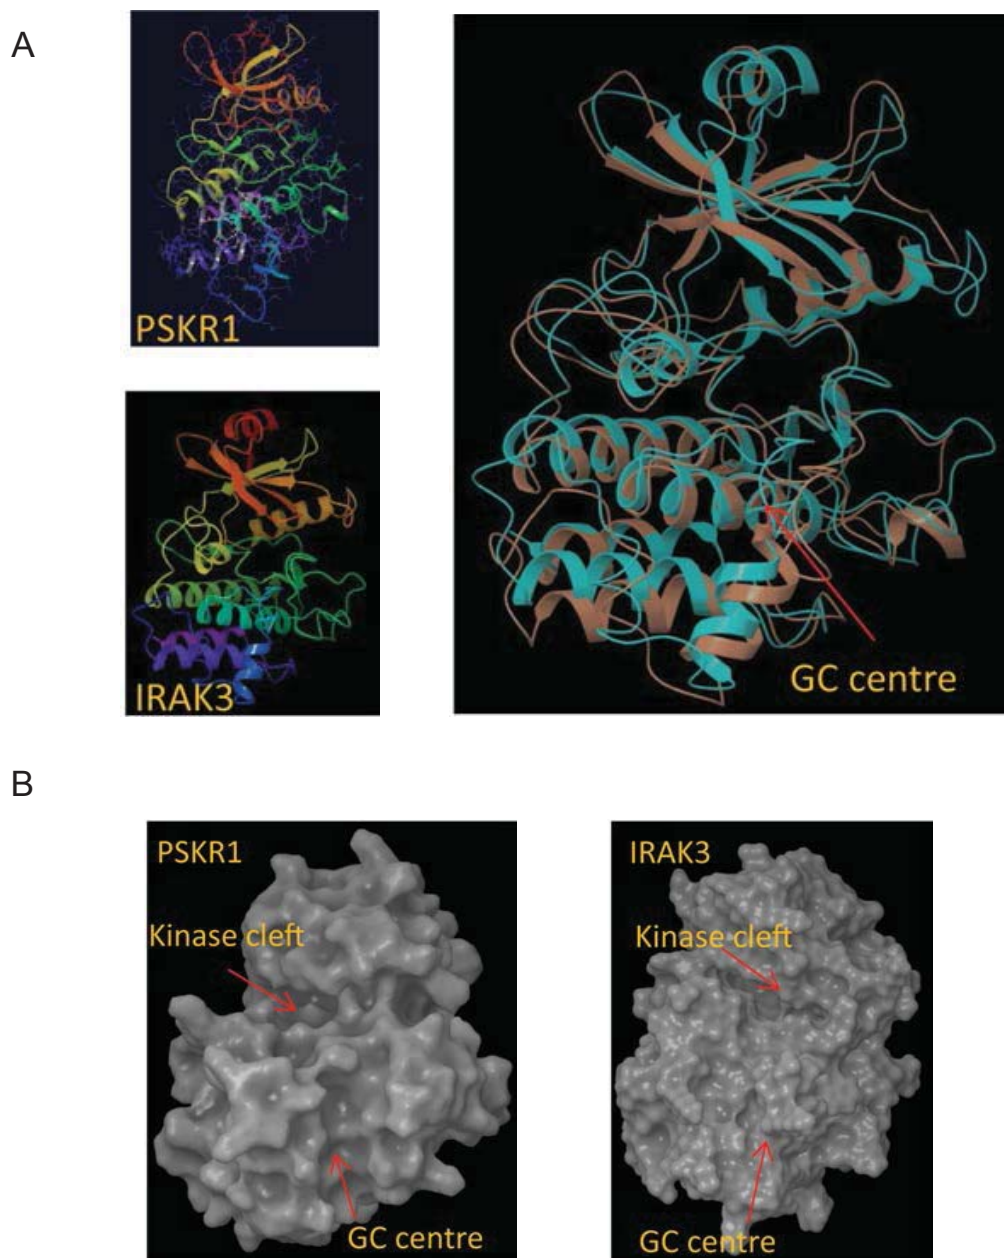 A
PSKR1
IRAK3
GC centre
B
PSKR1
Kinase cleft
GC centre
IRAK3
Kinase cleft
GC centre